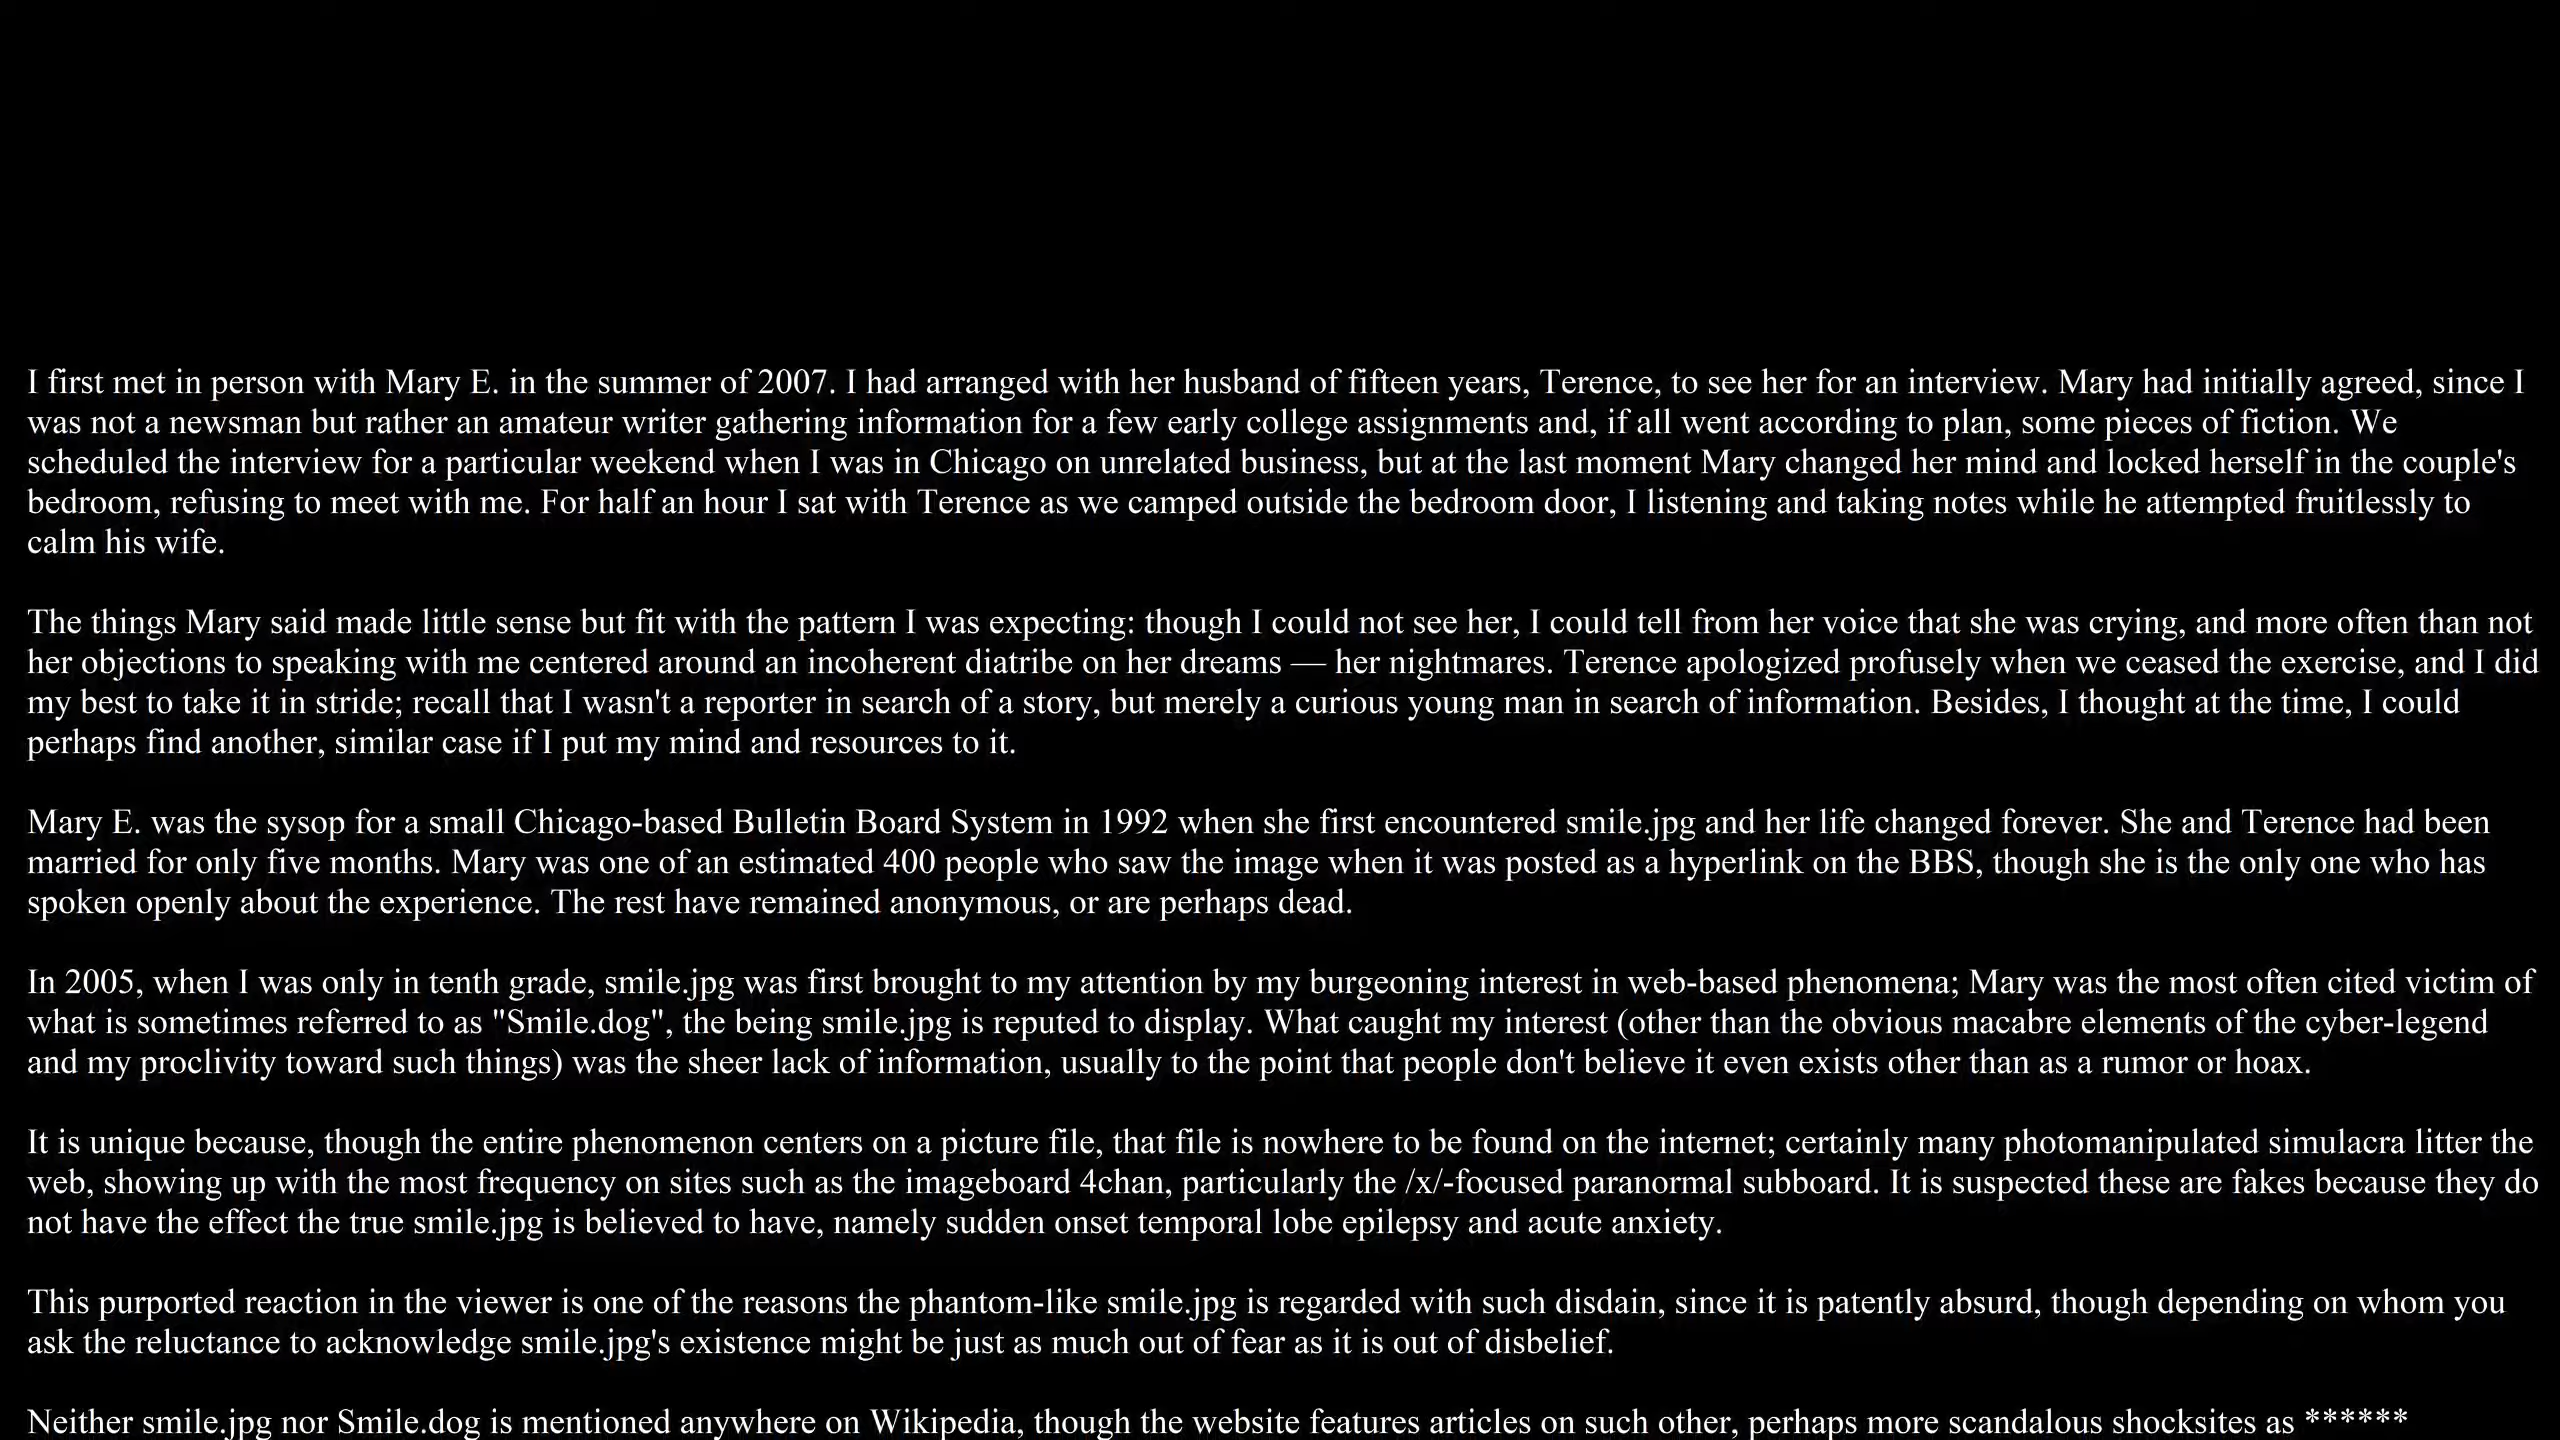 I first met in person with Mary E. in the summer of 2007. I had arranged with her husband of fifteen years, Terence, to see her for an interview. Mary had initially agreed, since I
was not a newsman but rather an amateur writer gathering information for a few early college assignments and, if all went according to plan, some pieces of fiction. We
scheduled the interview for a particular weekend when I was in Chicago on unrelated business, but at the last moment Mary changed her mind and locked herself in the couple's
bedroom, refusing to meet with me. For half an hour I sat with Terence as we camped outside the bedroom door, I listening and taking notes while he attempted fruitlessly to
calm his wife.
The things Mary said made little sense but fit with the pattern I was expecting: though I could not see her, I could tell from her voice that she was crying, and more often than not
her objections to speaking with me centered around an incoherent diatribe on her dreams — her nightmares. Terence apologized profusely when we ceased the exercise, and I did
my best to take it in stride; recall that I wasn't a reporter in search of a story, but merely a curious young man in search of information. Besides, I thought at the time, I could
perhaps find another, similar case if I put my mind and resources to it.
Mary E. was the sysop for a small Chicago-based Bulletin Board System in 1992 when she first encountered smile.jpg and her life changed forever. She and Terence had been
married for only five months. Mary was one of an estimated 400 people who saw the image when it was posted as a hyperlink on the BBS, though she is the only one who has
spoken openly about the experience. The rest have remained anonymous, or are perhaps dead.
In 2005, when I was only in tenth grade, smile.jpg was first brought to my attention by my burgeoning interest in web-based phenomena; Mary was the most often cited victim of
what is sometimes referred to as "Smile.dog", the being smile.jpg is reputed to display. What caught my interest (other than the obvious macabre elements of the cyber-legend
and my proclivity toward such things) was the sheer lack of information, usually to the point that people don't believe it even exists other than as a rumor or hoax.
It is unique because, though the entire phenomenon centers on a picture file, that file is nowhere to be found on the internet; certainly many photomanipulated simulacra litter the
web, showing up with the most frequency on sites such as the imageboard 4chan, particularly the /x/-focused paranormal subboard. It is suspected these are fakes because they do
not have the effect the true smile.jpg is believed to have, namely sudden onset temporal lobe epilepsy and acute anxiety.
This purported reaction in the viewer is one of the reasons the phantom-like smile.jpg is regarded with such disdain, since it is patently absurd, though depending on whom you
ask the reluctance to acknowledge smile.jpg's existence might be just as much out of fear as it is out of disbelief.
Neither smile.jpg nor Smile.dog is mentioned anywhere on Wikipedia, though the website features articles on such other, perhaps more scandalous shocksites as ******